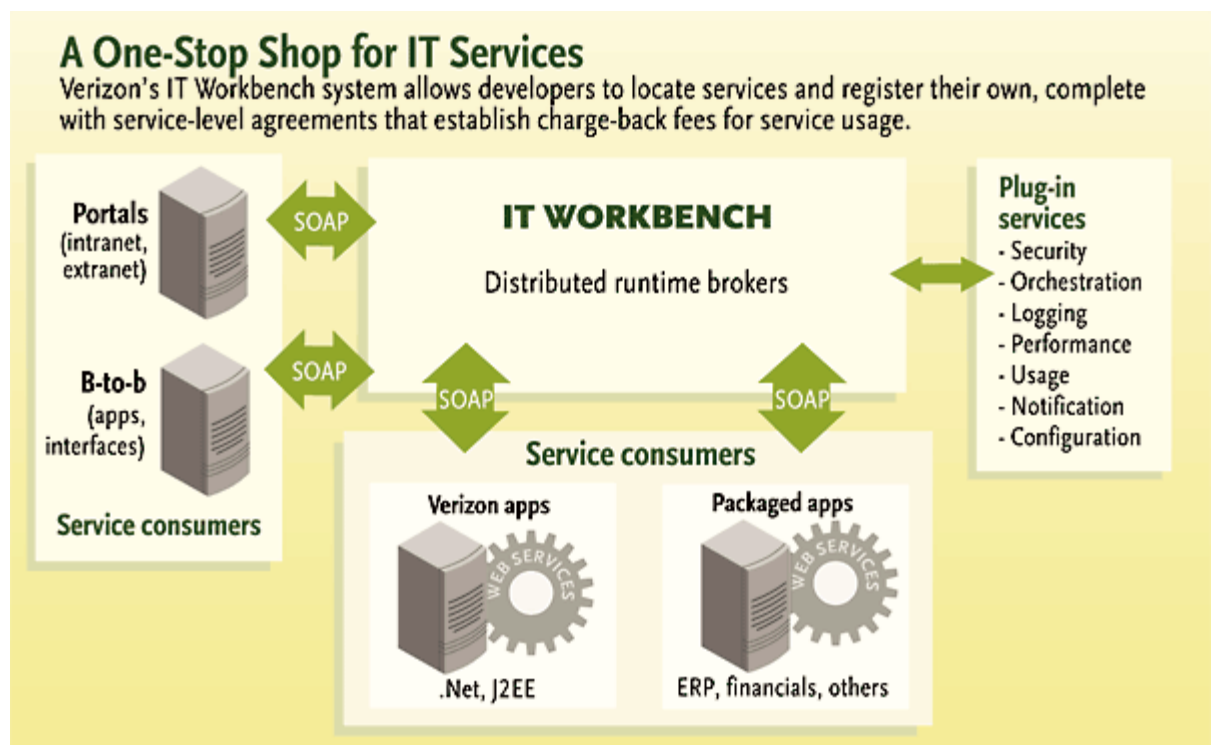 A One-Stop Shop for IT Services
Verizon's IT Workbench system allows developers to locate services and register their own, complete
with service-level agreements that establish charge-back fees for service usage.
Portals
(intranet,
extranet)
SOAP
B-to-b
(apps,
interfaces)
SOAP
Service consumers
IT WORKBENCH
Distributed runtime brokers
SOAP
SOAP
Plug-in
services
- Security
- Orchestration
- Logging
- Performance
- Usage
- Notification
- Configuration
Service consumers
Verizon apps
WEB SERVICES
.Net, J2EE
Packaged apps
WEB SERVICES
ERP, financials, others